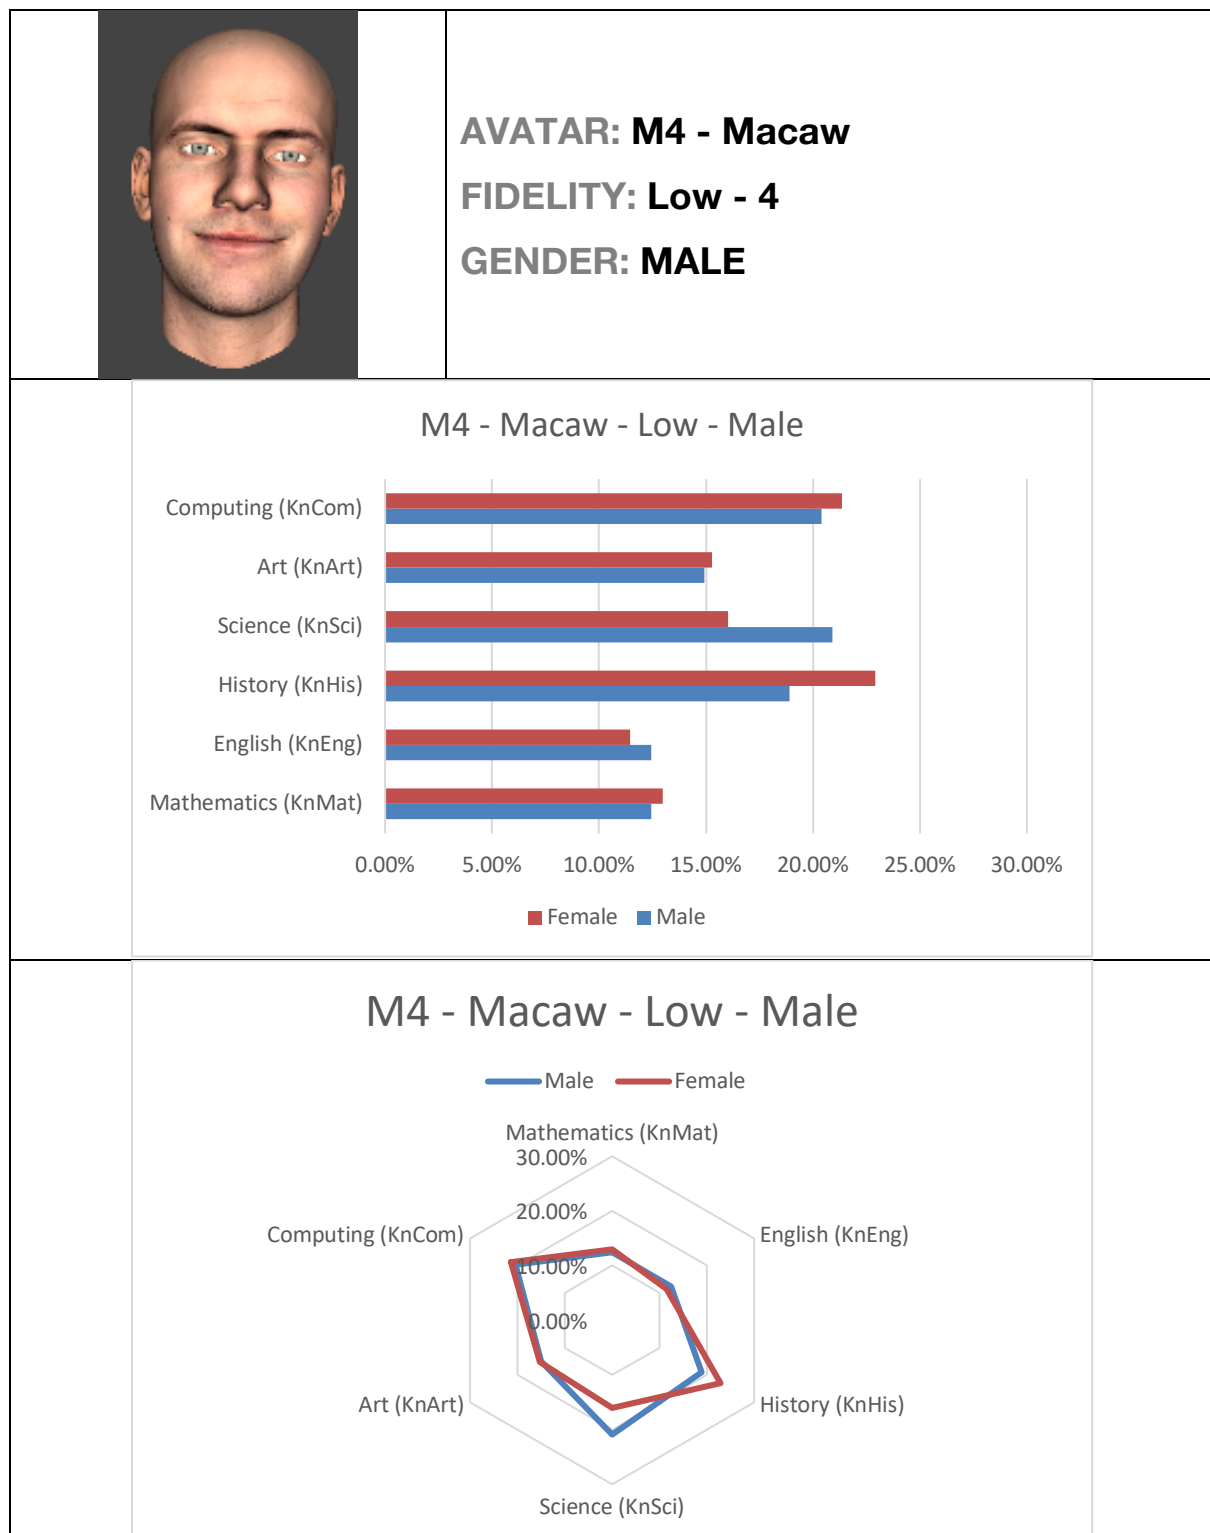 AVATAR: M4 - Macaw
FIDELITY: Low - 4
GENDER: MALE
M4 - Macaw - Low - Male
Computing (KnCom)
Art (KnArt)
Science (KnSci)
History (KnHis)
English (KnEng)
Mathematics (KnMat)
0.00% 5.00% 10.00% 15.00% 20.00% 25.00% 30.00%
Female Male
M4 - Macaw - Low - Male
Male Female
Mathematics (KnMat)
30.00%
20.00%
Computing (KnCom) English (KnEng)
10.00%
0.00%
Art (KnArt) History (KnHis)
Science (KnSci)